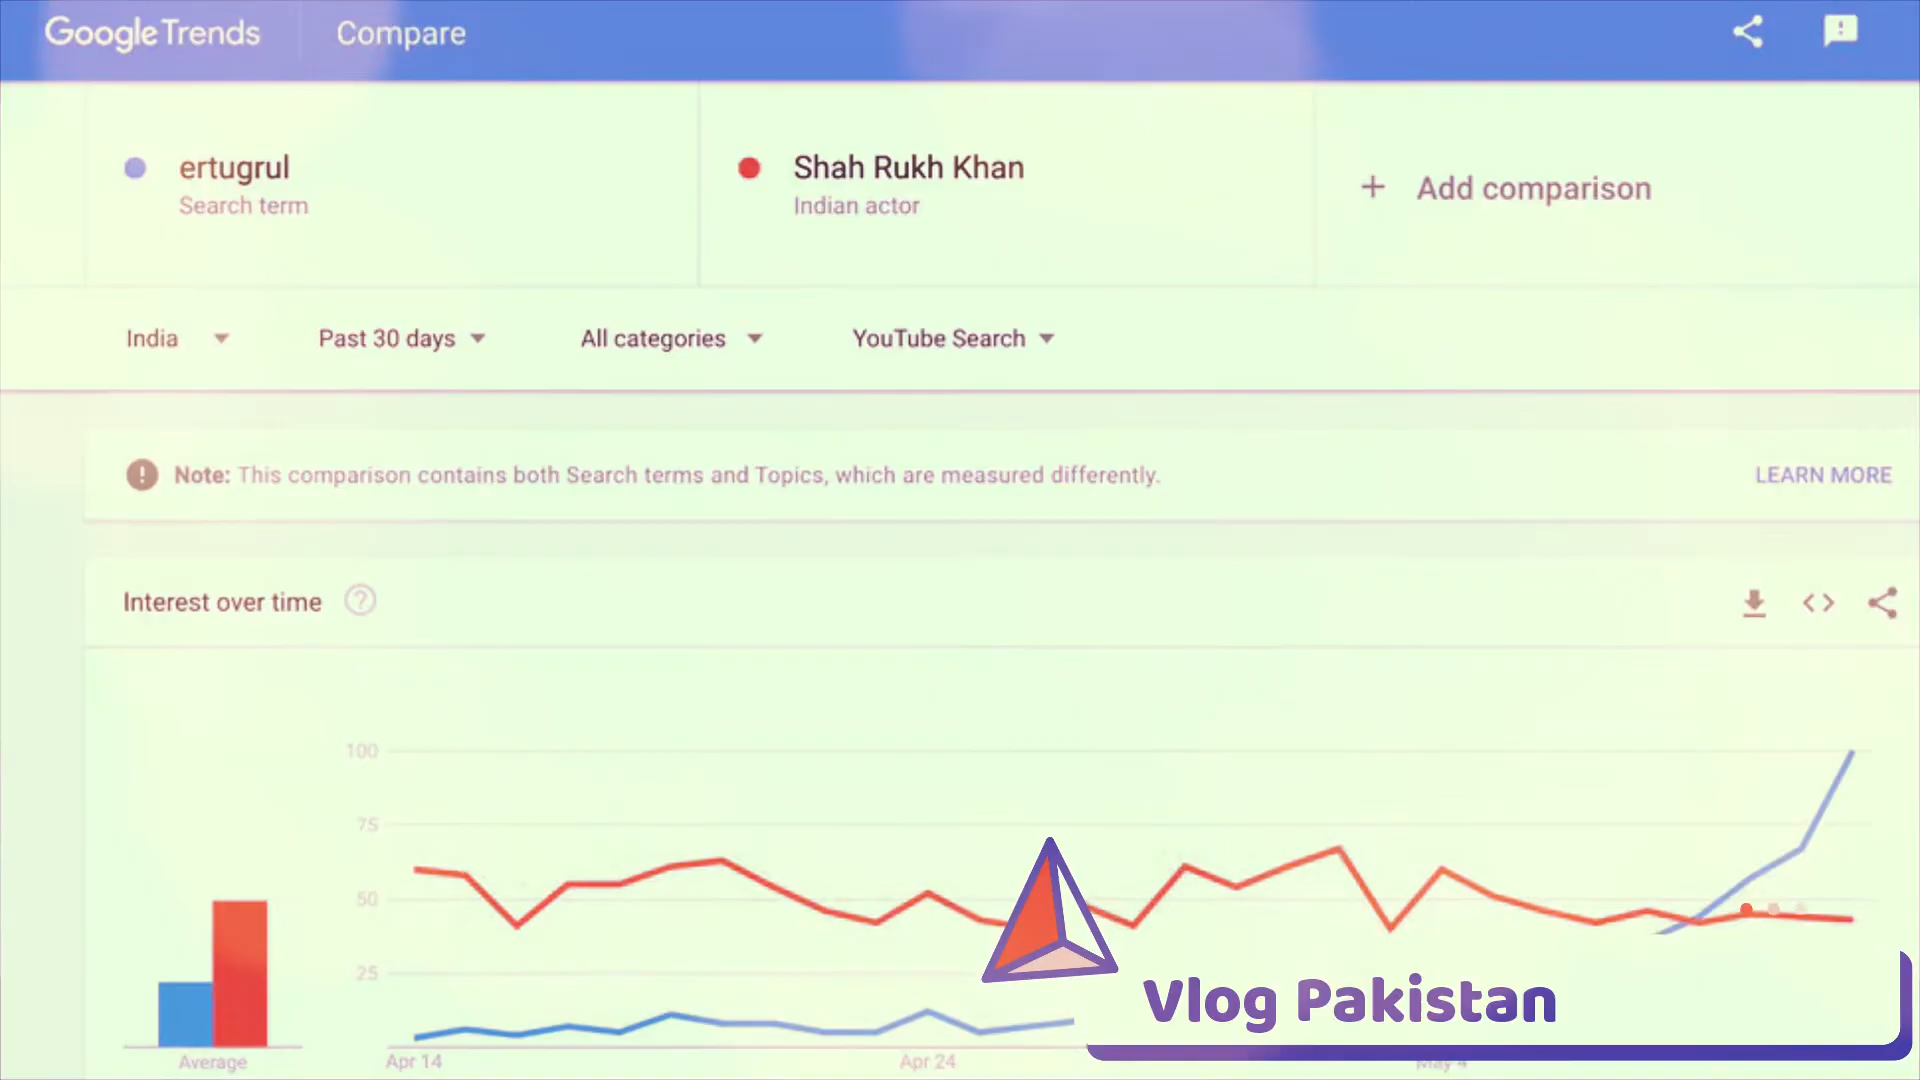 Google Trends Compare
ertugrul
Search term
Shah Rukh Khan
Indian actor
+ Add comparison
India Past 30 days All categories YouTube Search
Note: This comparison contains both Search terms and Topics, which are measured differently. LEARN MORE
Interest over time
100
75
50
25
Average
Apr 14 Apr 24 May 4
Vlog Pakistan